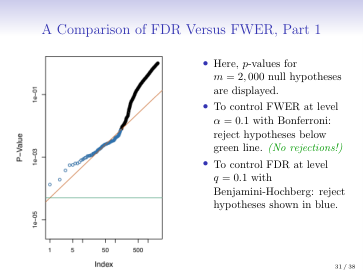 A Comparison of FDR Versus FWER, Part 1
P−Value
1e−01
1e−03
1e−05
1
5
50
500
Index
• Here, p-values for
m = 2,000 null hypotheses
are displayed.
• To control FWER at level
α = 0.1 with Bonferroni:
reject hypotheses below
green line. (No rejections!)
• To control FDR at level
q = 0.1 with
Benjamini-Hochberg: reject
hypotheses shown in blue.
31 / 38